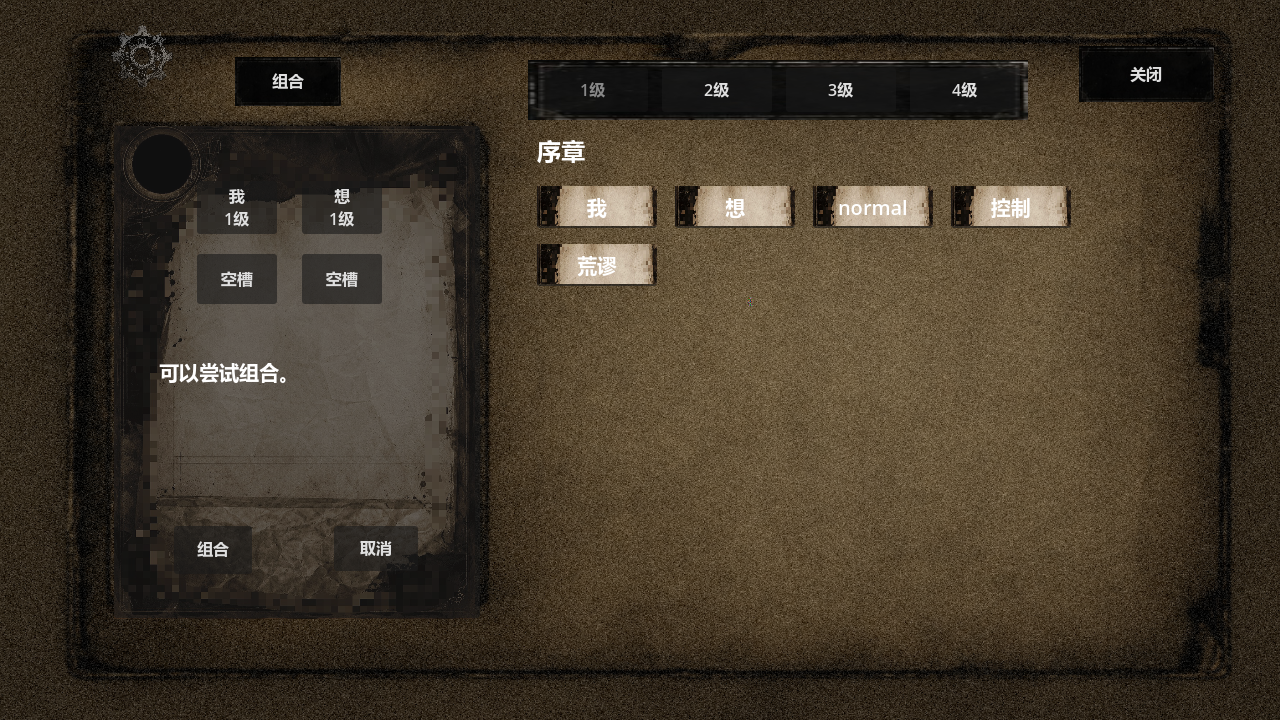 组合
1级 2级 3级 4级
关闭
序章
我 想 normal 控制
荒谬
我 想
1级 1级
空槽 空槽
可以尝试组合。
组合 取消